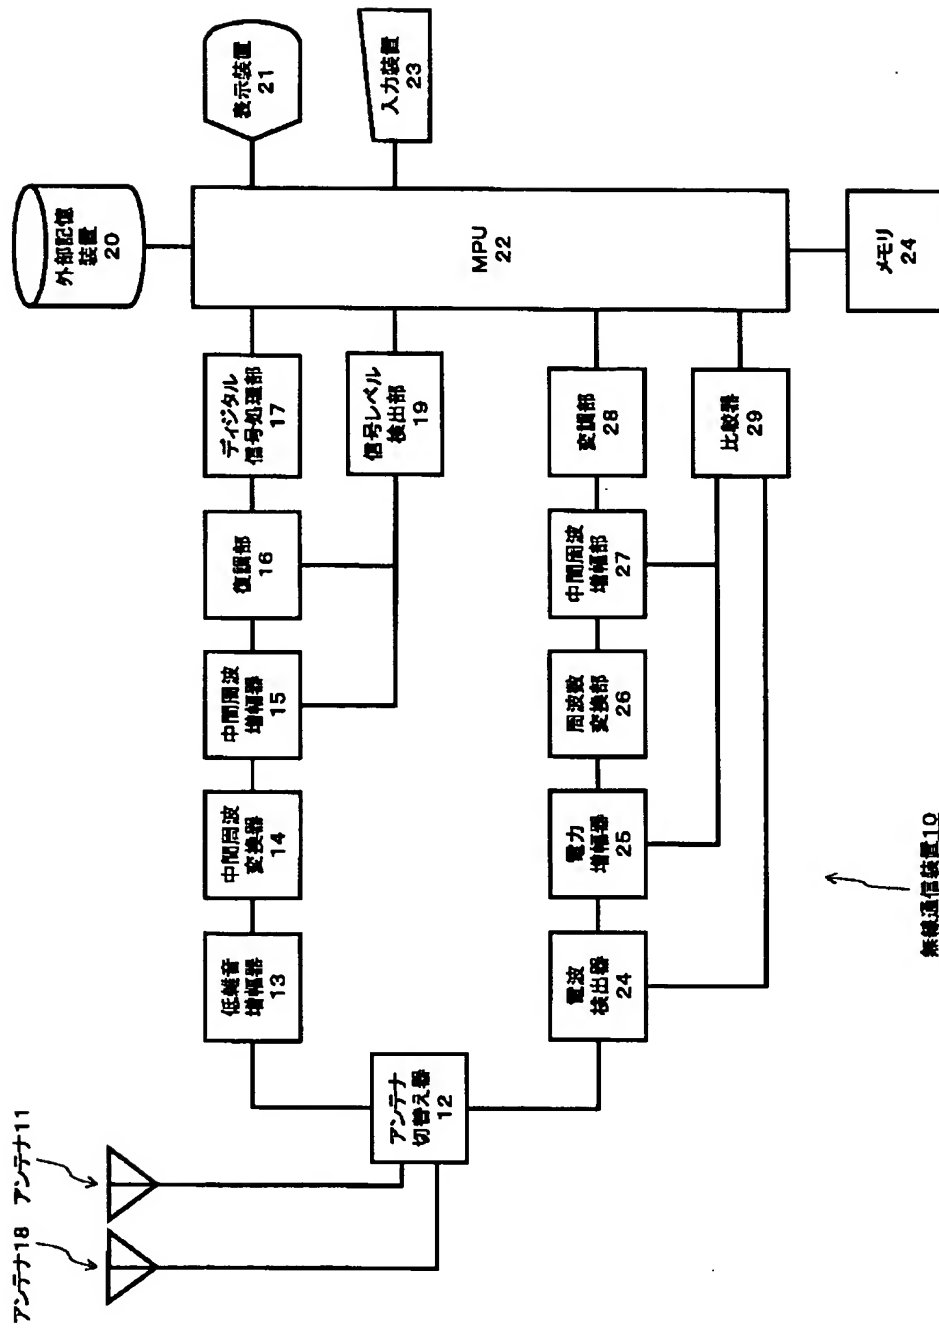 アンテナ18
アンテナ11
アンテナ
切替え器
12
低雑音
増幅器
13
中間周波
変換器
14
中間周波
増幅器
15
復調部
16
ディジタル
信号処理部
17
信号レベル
検出部
19
外部記憶
装置
20
表示装置
21
入力装置
23
MPU
22
メモリ
24
電波
検出器
24
電力
増幅器
25
周波数
変換部
26
中間周波
増幅部
27
変調部
28
比較器
29
無線通信装置10